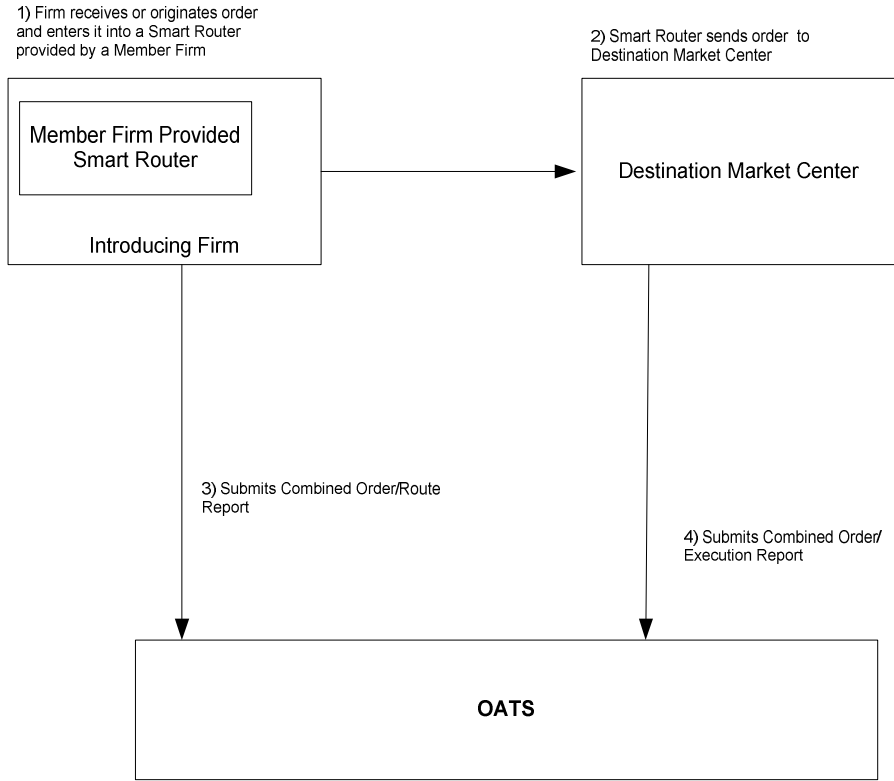 1) Firm receives or originates order
and enters it into a Smart Router
provided by a Member Firm
2) Smart Router sends order to
Destination Market Center
Member Firm Provided
Smart Router
Introducing Firm
Destination Market Center
3) Submits Combined Order/Route
Report
4) Submits Combined Order/
Execution Report
OATS